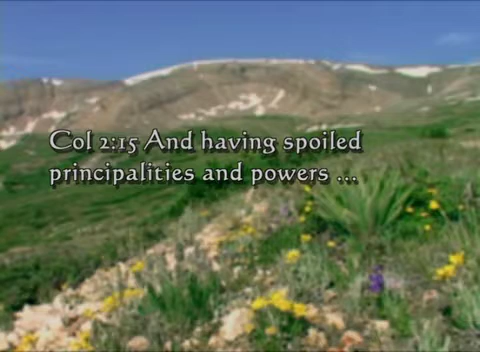 Col 2:15 And having spoiled
principalities and powers ...